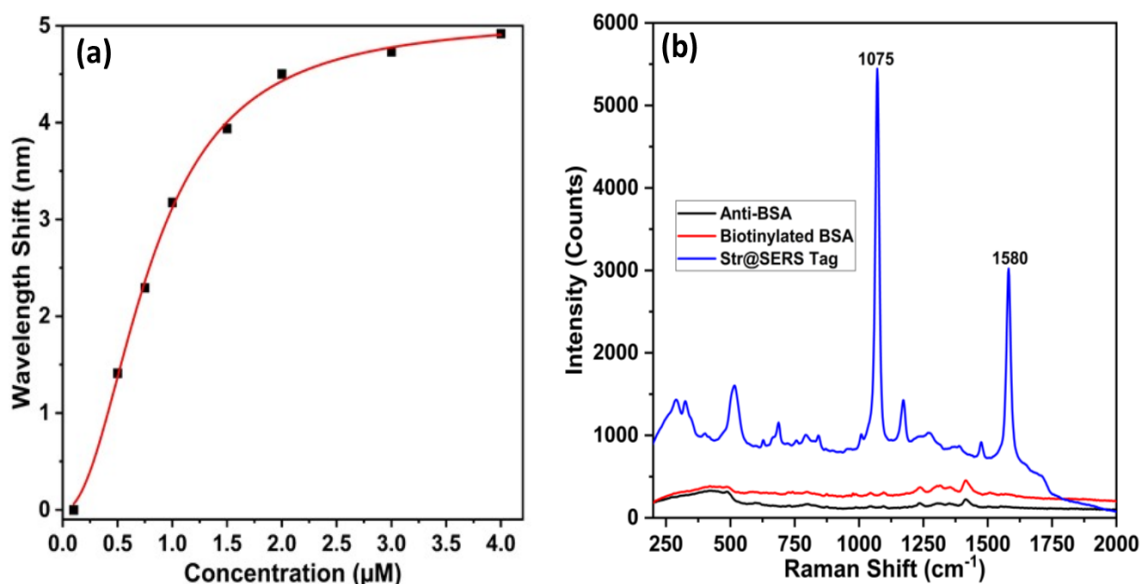 (a)
Wavelength Shift (nm)
5
4
3
2
1
0
0.0 0.5 1.0 1.5 2.0 2.5 3.0 3.5 4.0
Concentration (µM)
(b)
Intensity (Counts)
6000
5000
4000
3000
2000
1000
0
1075
1580
Anti-BSA
Biotinylated BSA
Str@SERS Tag
250 500 750 1000 1250 1500 1750 2000
Raman Shift (cm⁻¹)